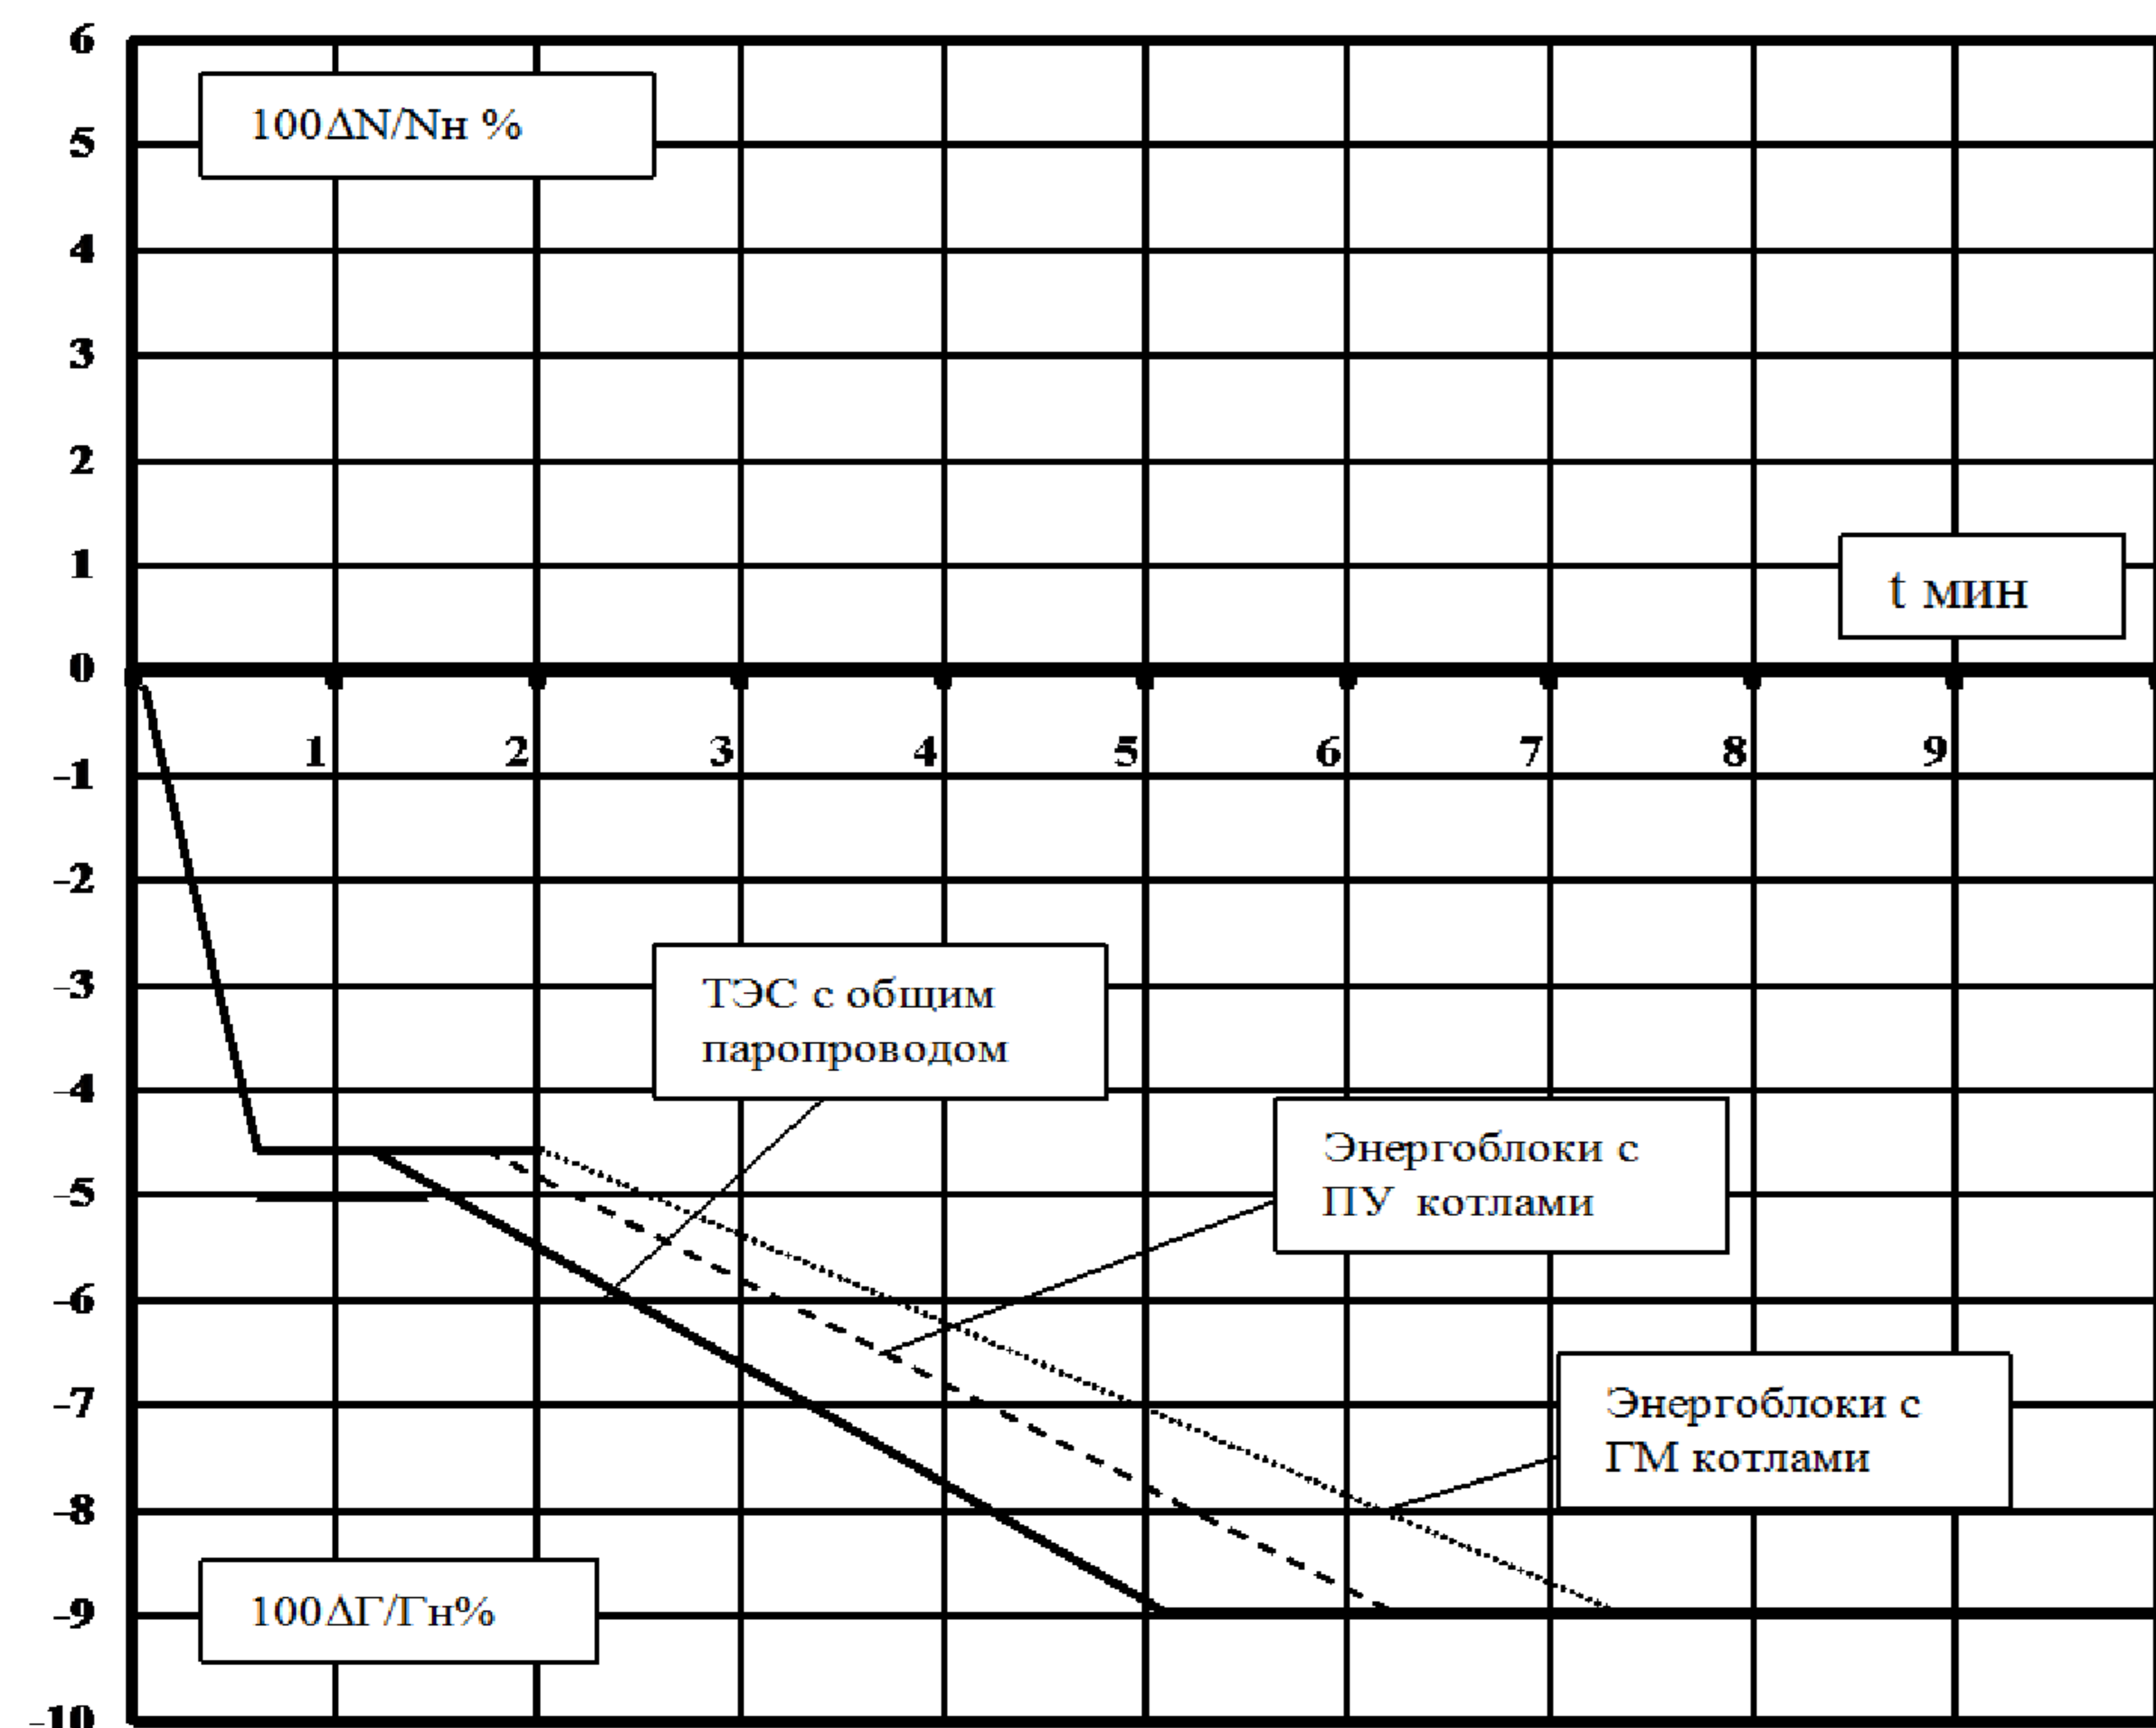 6
100ΔN/Nн %
5
4
3
2
1
t мин
0
1 2 3 4 5 6 7 8 9
-1
-2
-3
ТЭС с общим
паропроводом
-4
Энергоблоки с
ПУ котлами
-5
-6
-7
Энергоблоки с
ГМ котлами
-8
-9
100ΔГ/Гн%
-10